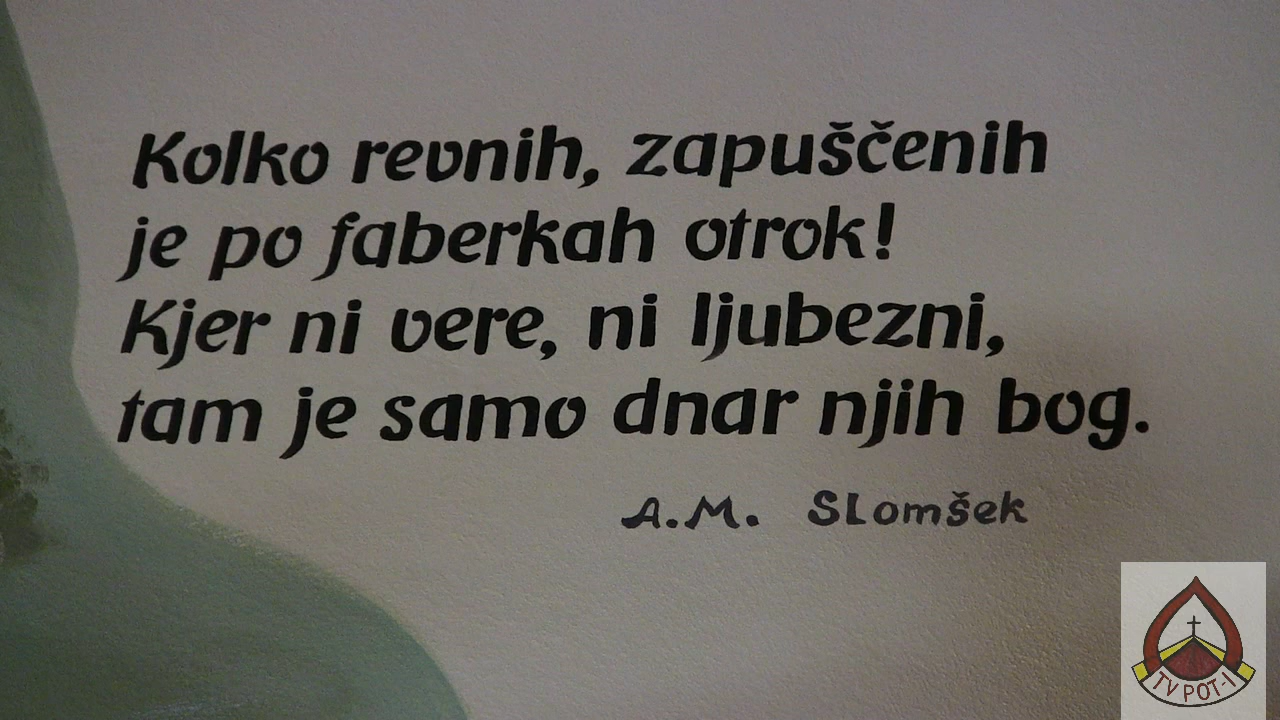 Kolko revnih, zapuščenih
je po faberkah otrok!
Kjer ni vere, ni ljubezni,
tam je samo dnar njih bog.
A.M. SLomšek
TV POT-I